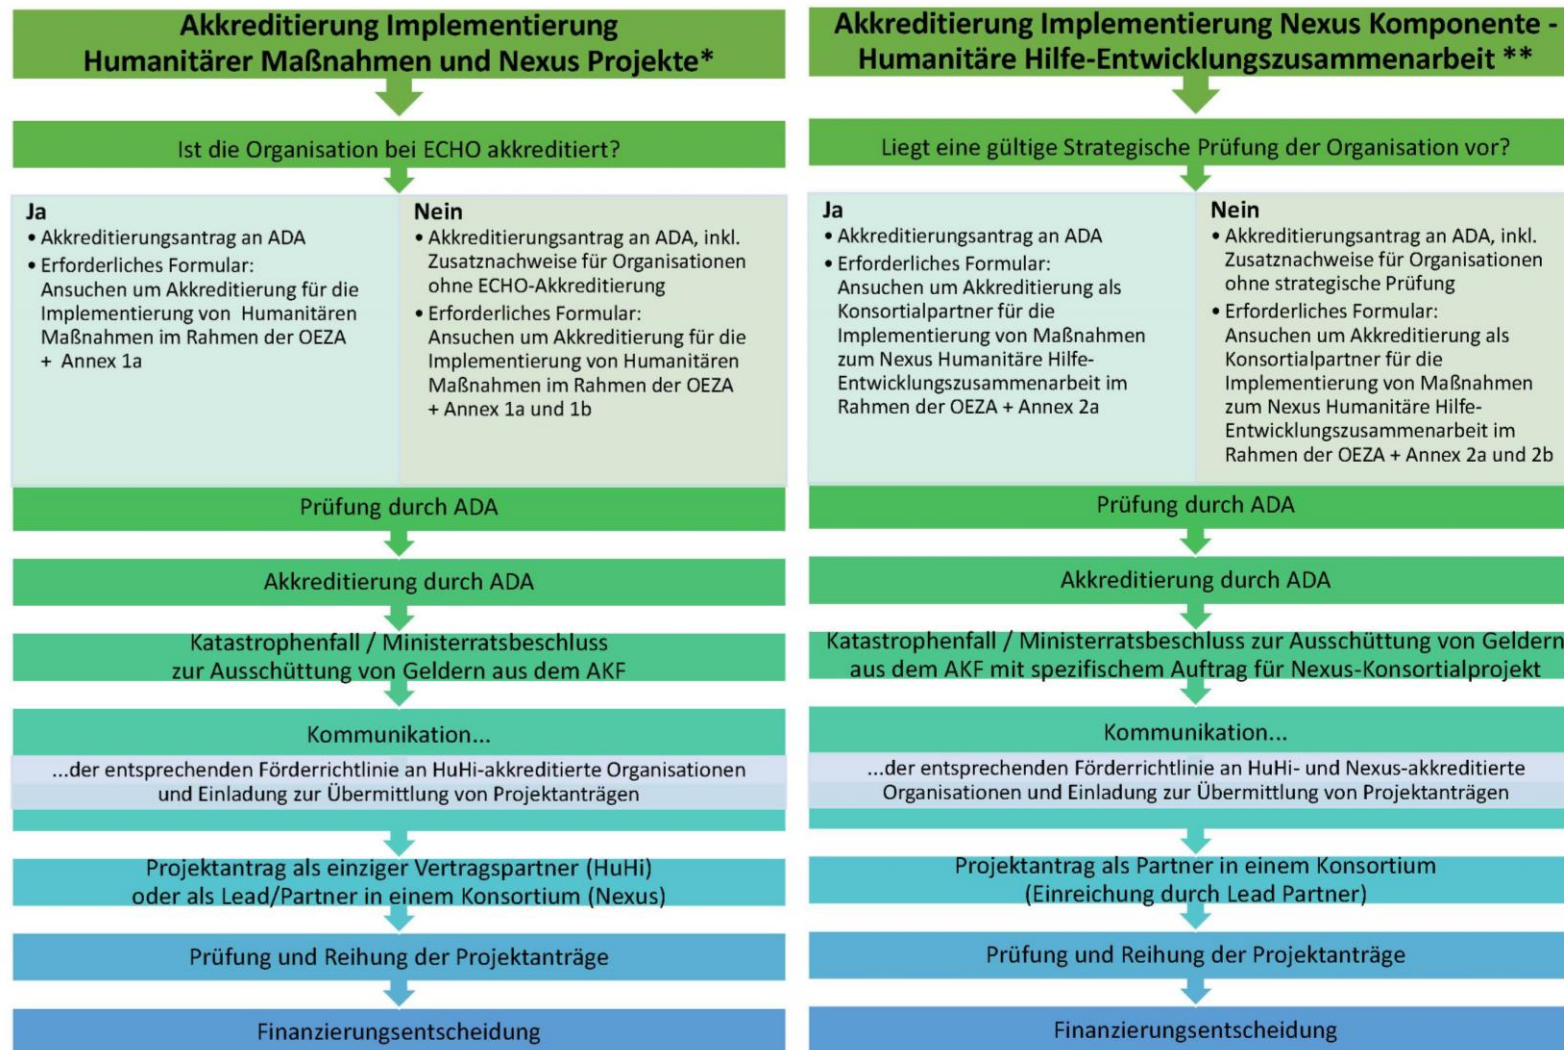 Akkreditierung Implementierung
Humanitärer Maßnahmen und Nexus Projekte*
Ist die Organisation bei ECHO akkreditiert?
Ja
• Akkreditierungsantrag an ADA
• Erforderliches Formular:
Ansuchen um Akkreditierung für die
Implementierung von Humanitären
Maßnahmen im Rahmen der OEZA
+ Annex 1a
Nein
• Akkreditierungsantrag an ADA, inkl.
Zusatznachweise für Organisationen
ohne ECHO-Akkreditierung
• Erforderliches Formular:
Ansuchen um Akkreditierung für die
Implementierung von Humanitären
Maßnahmen im Rahmen der OEZA
+ Annex 1a und 1b
Prüfung durch ADA
Akkreditierung durch ADA
Katastrophenfall / Ministerratsbeschluss
zur Ausschüttung von Geldern aus dem AKF
Kommunikation...
...der entsprechenden Förderrichtlinie an HuHi-akkreditierte Organisationen
und Einladung zur Übermittlung von Projektanträgen
Projektantrag als einziger Vertragspartner (HuHi)
oder als Lead/Partner in einem Konsortium (Nexus)
Prüfung und Reihung der Projektanträge
Finanzierungsentscheidung
Akkreditierung Implementierung Nexus Komponente -
Humanitäre Hilfe-Entwicklungszusammenarbeit **
Liegt eine gültige Strategische Prüfung der Organisation vor?
Ja
• Akkreditierungsantrag an ADA
• Erforderliches Formular:
Ansuchen um Akkreditierung als
Konsortialpartner für die
Implementierung von Maßnahmen
zum Nexus Humanitäre Hilfe-
Entwicklungszusammenarbeit im
Rahmen der OEZA + Annex 2a
Nein
• Akkreditierungsantrag an ADA, inkl.
Zusatznachweise für Organisationen
ohne strategische Prüfung
• Erforderliches Formular:
Ansuchen um Akkreditierung als
Konsortialpartner für die
Implementierung von Maßnahmen
zum Nexus Humanitäre Hilfe-
Entwicklungszusammenarbeit im
Rahmen der OEZA + Annex 2a und 2b
Prüfung durch ADA
Akkreditierung durch ADA
Katastrophenfall / Ministerratsbeschluss zur Ausschüttung von Geldern
aus dem AKF mit spezifischem Auftrag für Nexus-Konsortialprojekt
Kommunikation...
...der entsprechenden Förderrichtlinie an HuHi- und Nexus-akkreditierte
Organisationen und Einladung zur Übermittlung von Projektanträgen
Projektantrag als Partner in einem Konsortium
(Einreichung durch Lead Partner)
Prüfung und Reihung der Projektanträge
Finanzierungsentscheidung